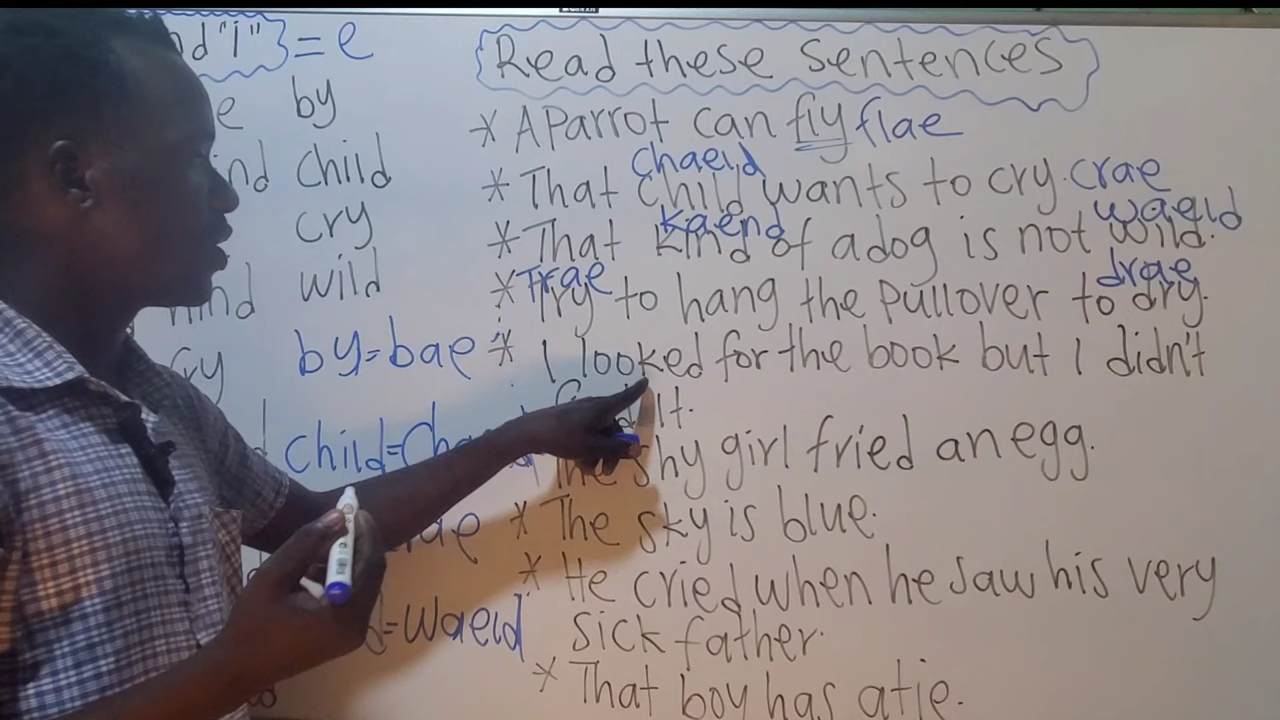 nd "i" } = e
e by
nd child
cry
wild
by=bae
child=Cha
ae
=waeld
Read these sentences
* A Parrot can fly flae
chaeld
* That child wants to cry. crae
kaend waeld
* That kind of a dog is not wild.
Trae drae
* Try to hang the pullover to dry.
* I looked for the book but I didn't
it.
The shy girl fried an egg.
* The sky is blue.
* He cried when he saw his very
sick father.
* That boy has a tie.